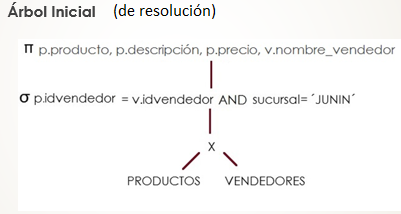 Árbol Inicial (de resolución)
π p.producto, p.descripción, p.precio, v.nombre_vendedor
σ p.idvendedor = v.idvendedor AND sucursal= ´JUNIN´
X
PRODUCTOS VENDEDORES